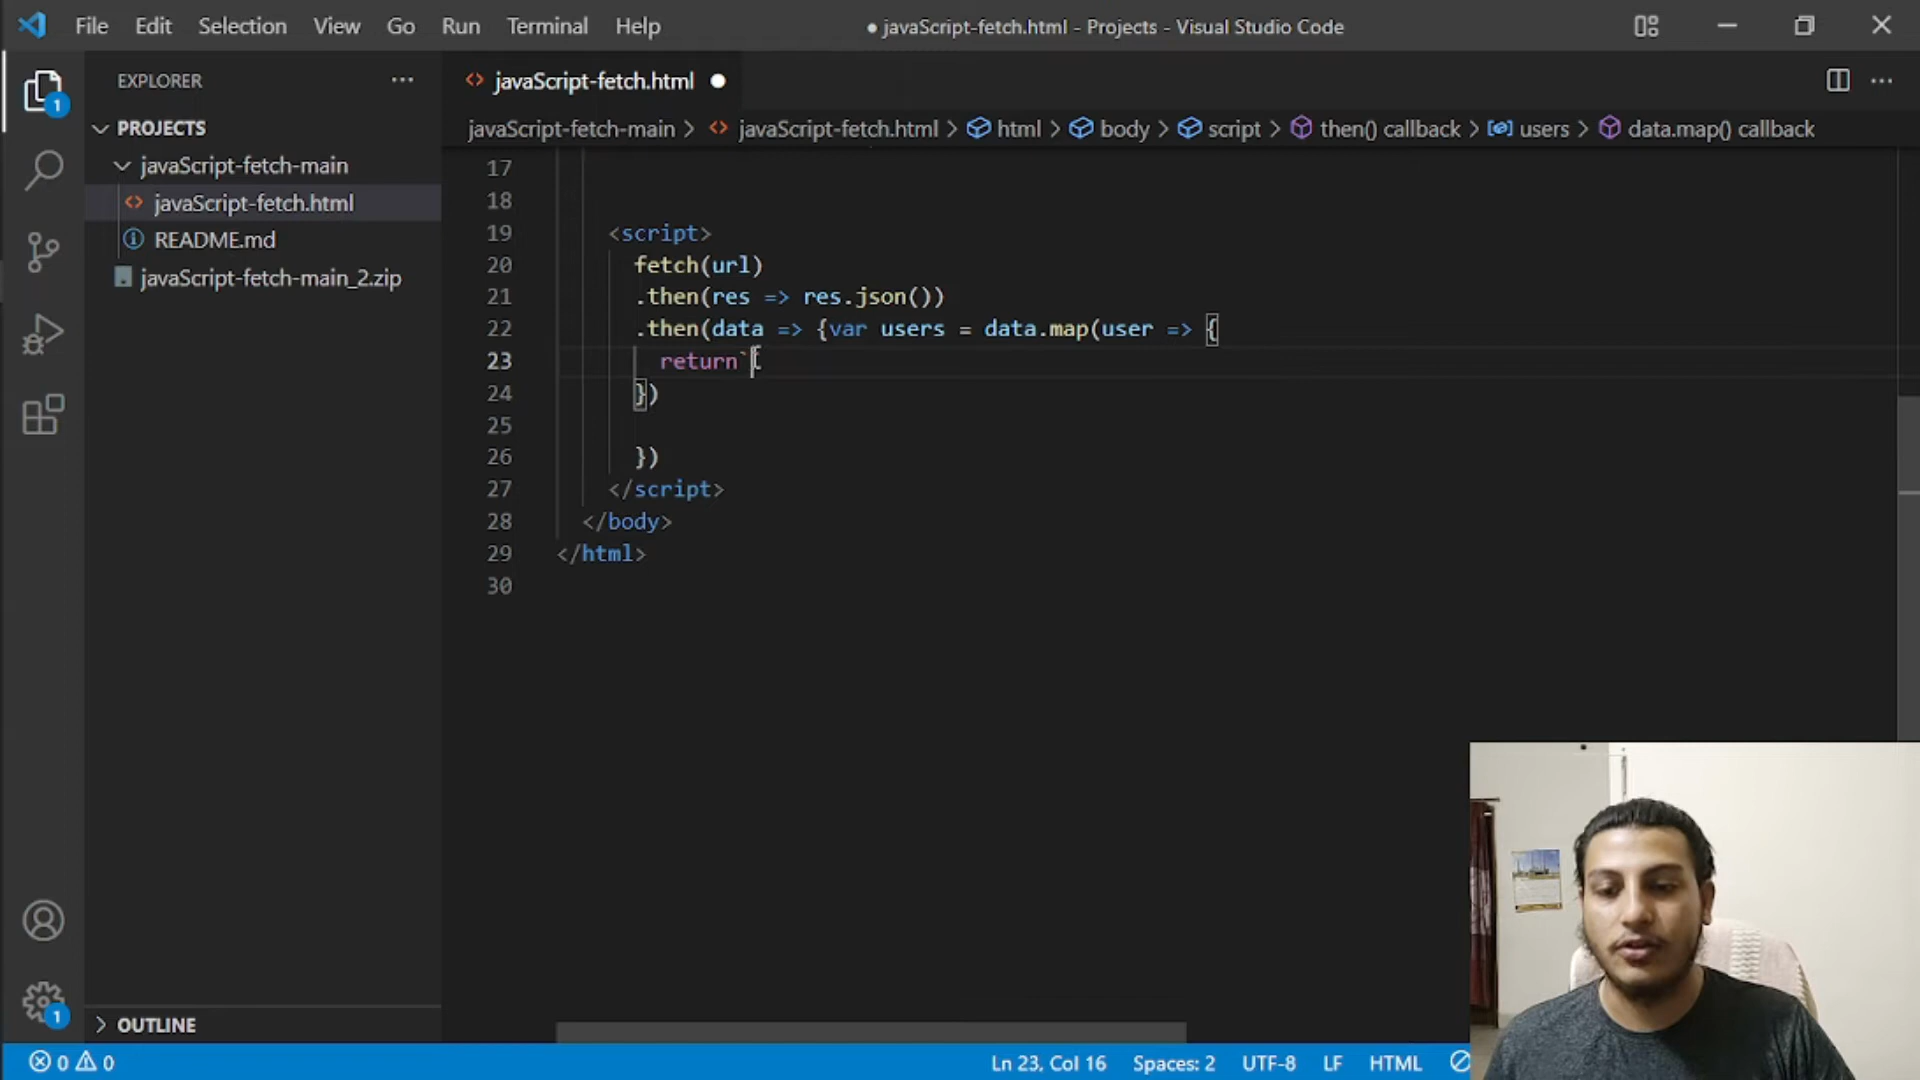 File Edit Selection View Go Run Terminal Help
● javaScript-fetch.html - Projects - Visual Studio Code
EXPLORER
PROJECTS
javaScript-fetch-main
javaScript-fetch.html
README.md
javaScript-fetch-main_2.zip
OUTLINE
1
1
javaScript-fetch.html
javaScript-fetch-main > javaScript-fetch.html > html > body > script > then() callback > users > data.map() callback
17
18
19 <script>
20 fetch(url)
21 .then(res => res.json())
22 .then(data => {var users = data.map(user => {
23 return`
24 })
25
26 })
27 </script>
28 </body>
29 </html>
30
0 0 Ln 23, Col 16 Spaces: 2 UTF-8 LF HTML